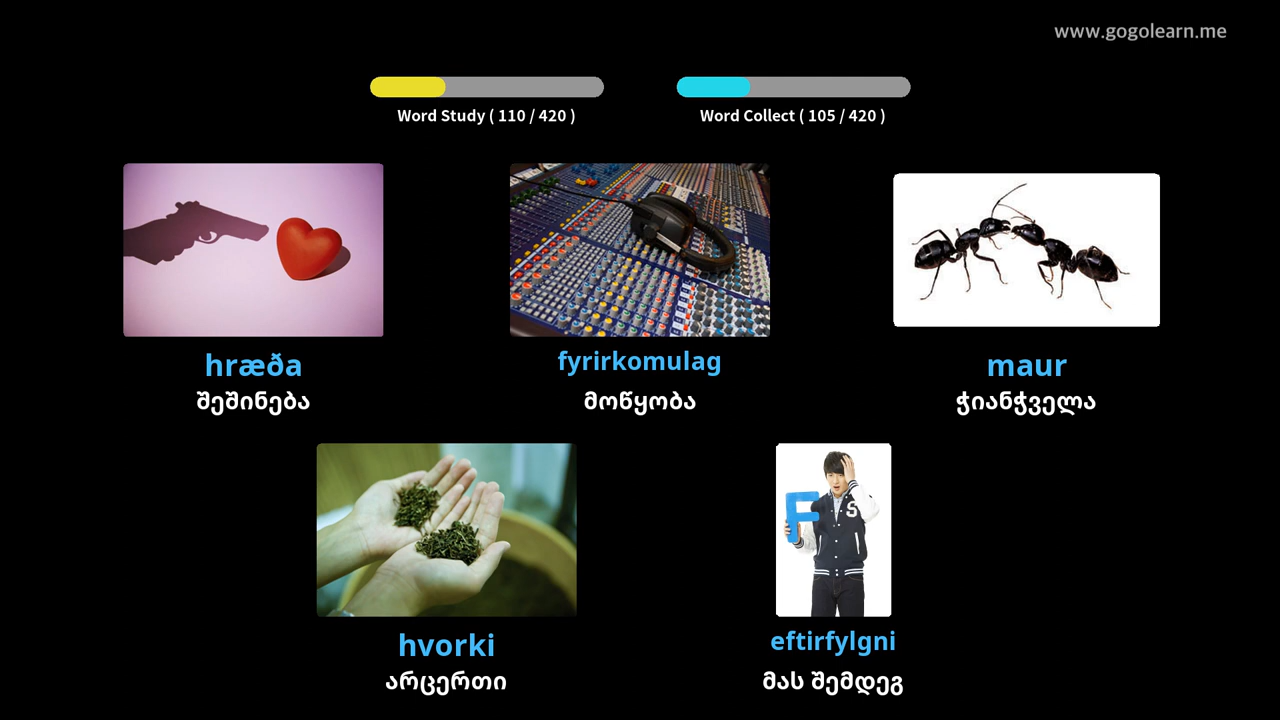 www.gogolearn.me
Word Study ( 110 / 420 )
Word Collect ( 105 / 420 )
hræða
შეშინება
fyrirkomulag
მოწყობა
maur
ჭიანჭველა
hvorki
არცერთი
F
S
eftirfylgni
მას შემდეგ